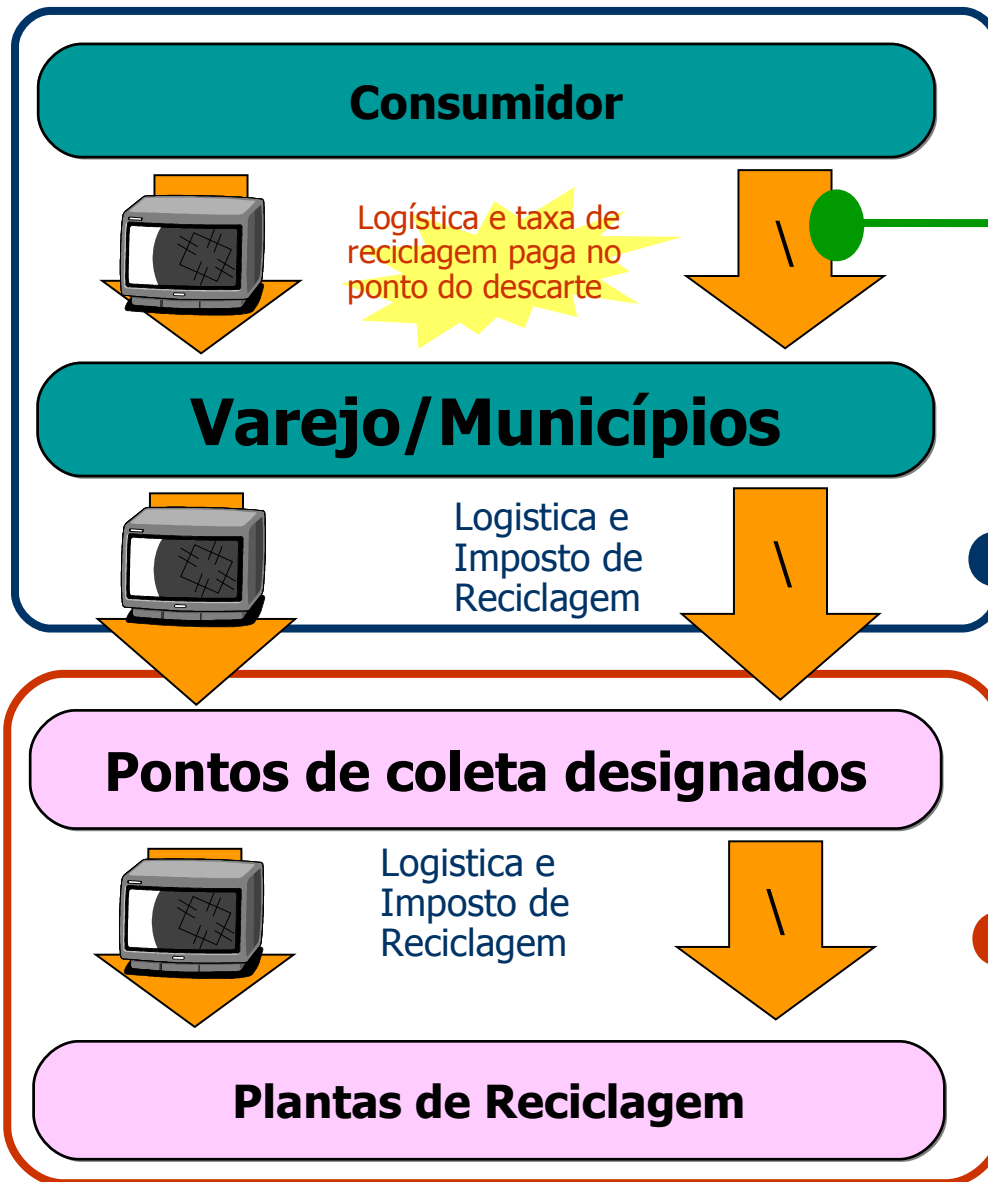 Consumidor
Logística e taxa de
reciclagem paga no
ponto do descarte
\
Varejo/Municípios
Logistica e
Imposto de
Reciclagem
\
Pontos de coleta designados
Logistica e
Imposto de
Reciclagem
\
Plantas de Reciclagem